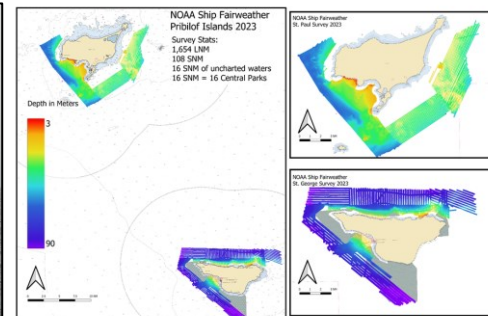 NOAA Ship Fairweather
Pribilof Islands 2023
Survey Stats:
1,654 LNM
108 SNM
16 SNM of uncharted waters
16 SNM = 16 Central Parks
Depth in Meters
3
90
NOAA Ship Fairweather
St. Paul Survey 2023
NOAA Ship Fairweather
St. George Survey 2023